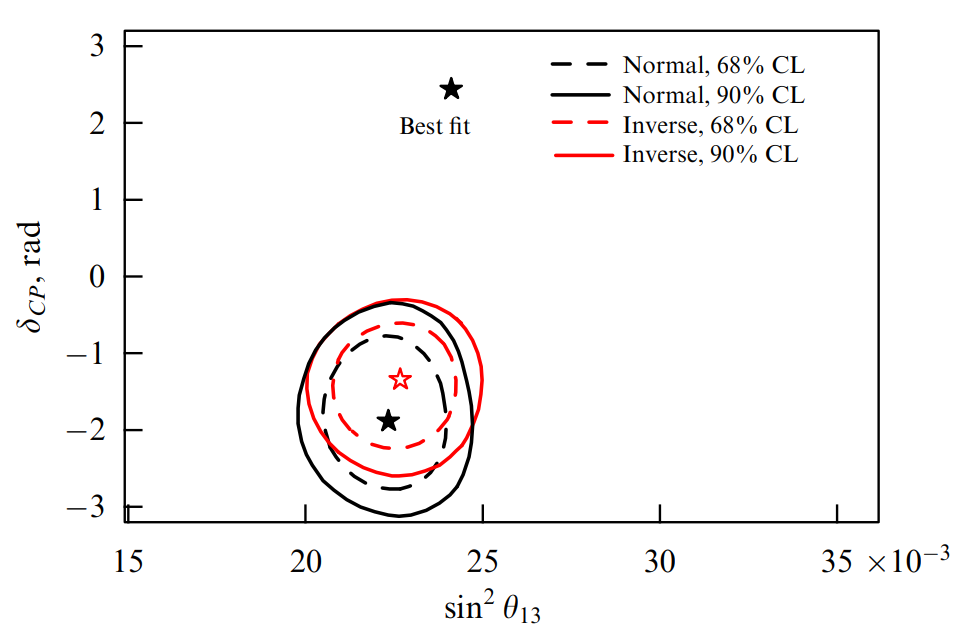 3
2
1
0
−1
−2
−3
δCP, rad
Best fit
Normal, 68% CL
Normal, 90% CL
Inverse, 68% CL
Inverse, 90% CL
15 20 25 30 35 ×10−3
sin2 θ13